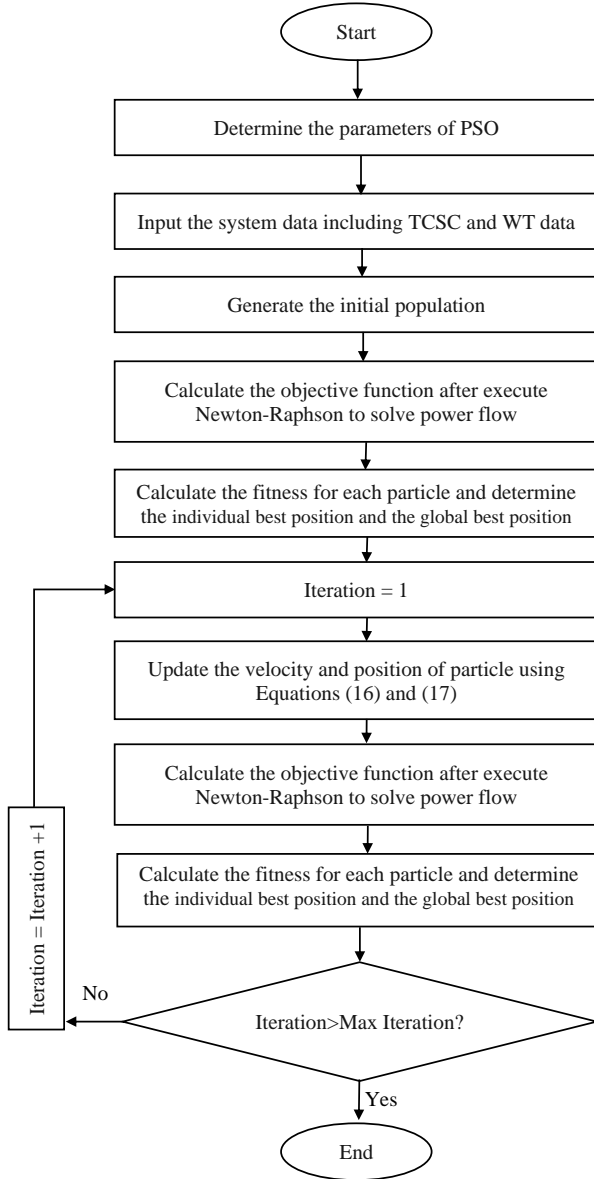 Start
Determine the parameters of PSO
Input the system data including TCSC and WT data
Generate the initial population
Calculate the objective function after execute
Newton-Raphson to solve power flow
Calculate the fitness for each particle and determine
the individual best position and the global best position
Iteration = 1
Update the velocity and position of particle using
Equations (16) and (17)
Calculate the objective function after execute
Newton-Raphson to solve power flow
Calculate the fitness for each particle and determine
the individual best position and the global best position
Iteration = Iteration +1
No
Iteration>Max Iteration?
Yes
End